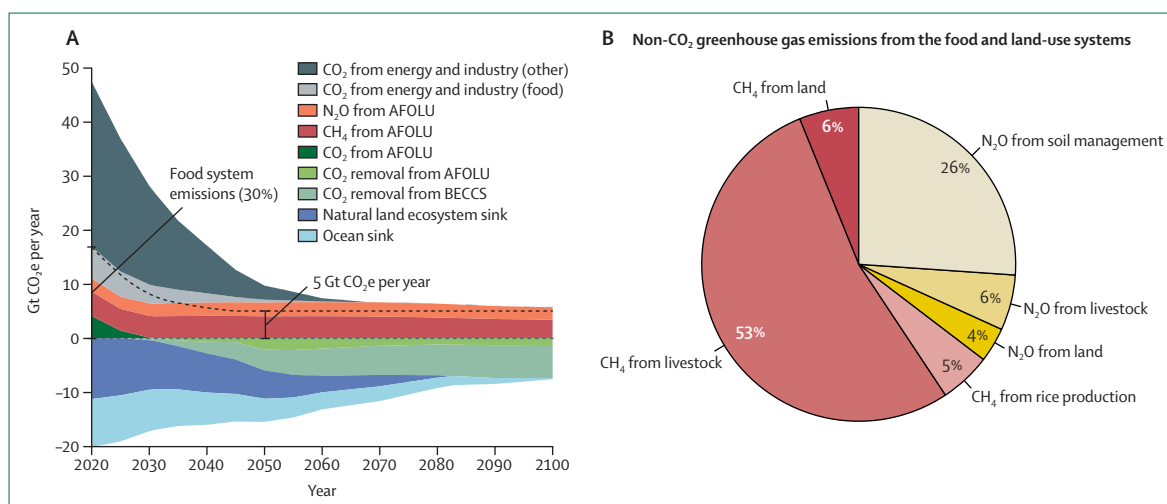 A
50
40
30
20
10
0
–10
–20
Gt CO₂e per year
2020 2030 2040 2050 2060 2070 2080 2090 2100
Year
CO₂ from energy and industry (other)
CO₂ from energy and industry (food)
N₂O from AFOLU
CH₄ from AFOLU
CO₂ from AFOLU
CO₂ removal from AFOLU
CO₂ removal from BECCS
Natural land ecosystem sink
Ocean sink
Food system
emissions (30%)
5 Gt CO₂e per year
B Non-CO₂ greenhouse gas emissions from the food and land-use systems
CH₄ from land
6%
N₂O from soil management
26%
6%
N₂O from livestock
4%
N₂O from land
5%
CH₄ from rice production
53%
CH₄ from livestock